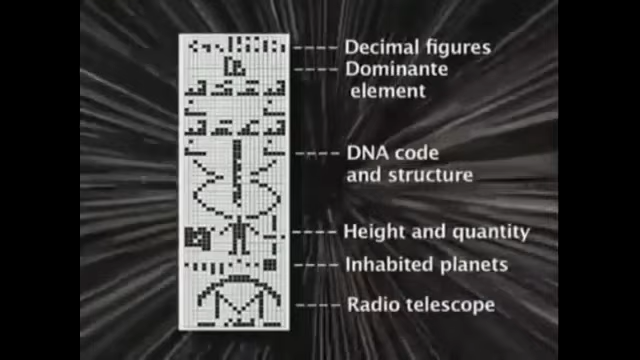 Decimal figures
Dominante
element
DNA code
and structure
Height and quantity
Inhabited planets
Radio telescope